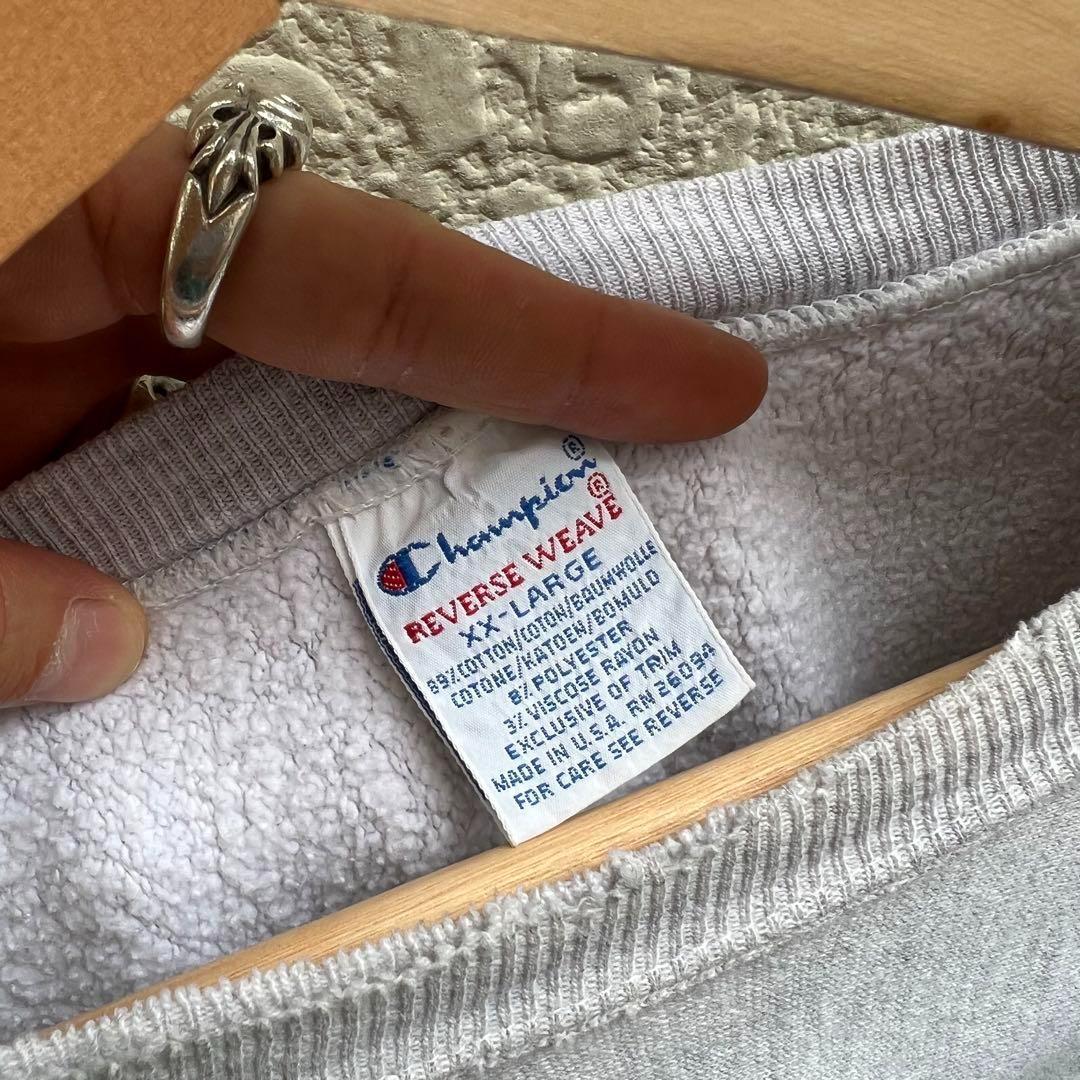 Champion®
REVERSE WEAVE®
XX-LARGE
89% COTTON/COTON/BAUMWOLLE
COTONE/KATOEN/BOMULD
8% POLYESTER
3% VISCOSE RAYON
EXCLUSIVE OF TRIM
MADE IN U.S.A. RN 26094
FOR CARE SEE REVERSE